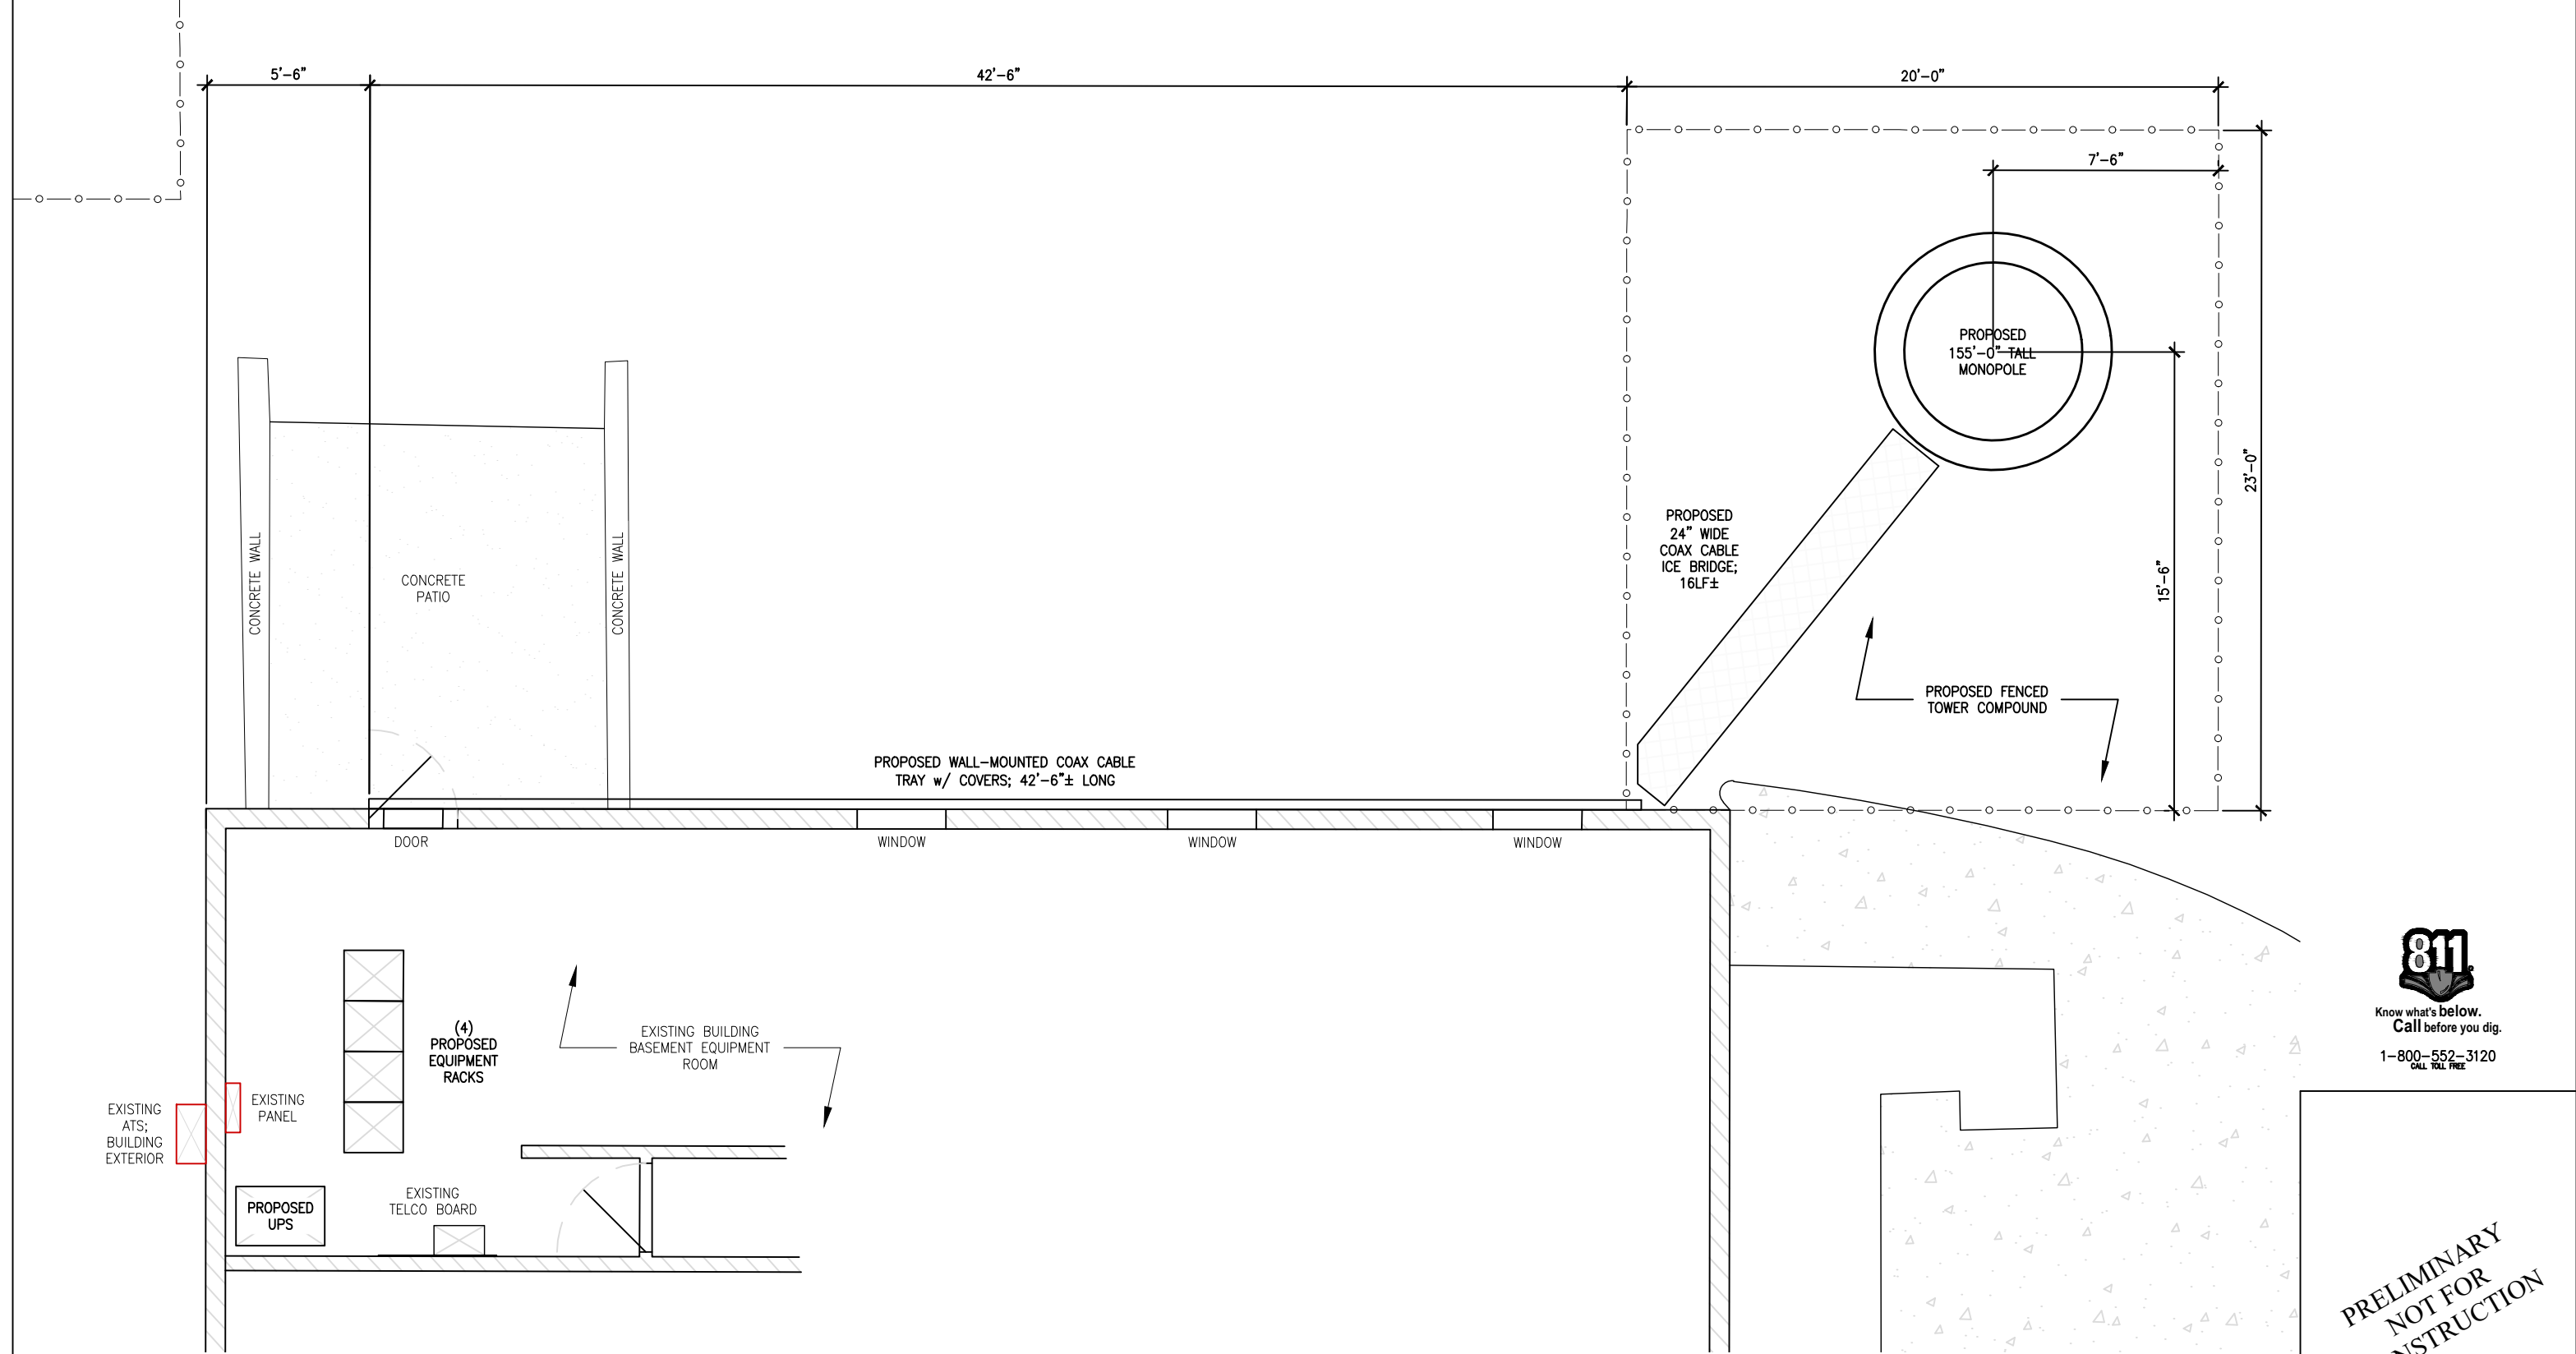 5'-6"
42'-6"
20'-0"
7'-6"
PROPOSED
155'-0" TALL
MONOPOLE
23'-0"
15'-6"
PROPOSED
24" WIDE
COAX CABLE
ICE BRIDGE;
16LF±
CONCRETE WALL
CONCRETE
PATIO
CONCRETE WALL
PROPOSED FENCED
TOWER COMPOUND
PROPOSED WALL-MOUNTED COAX CABLE
TRAY w/ COVERS; 42'-6"± LONG
DOOR
WINDOW
WINDOW
WINDOW
(4)
PROPOSED
EQUIPMENT
RACKS
EXISTING BUILDING
BASEMENT EQUIPMENT
ROOM
EXISTING
PANEL
EXISTING
ATS;
BUILDING
EXTERIOR
PROPOSED
UPS
EXISTING
TELCO BOARD
811
Know what's below.
Call before you dig.
1-800-552-3120
CALL TOLL FREE
PRELIMINARY
NOT FOR
NSTRUCTION